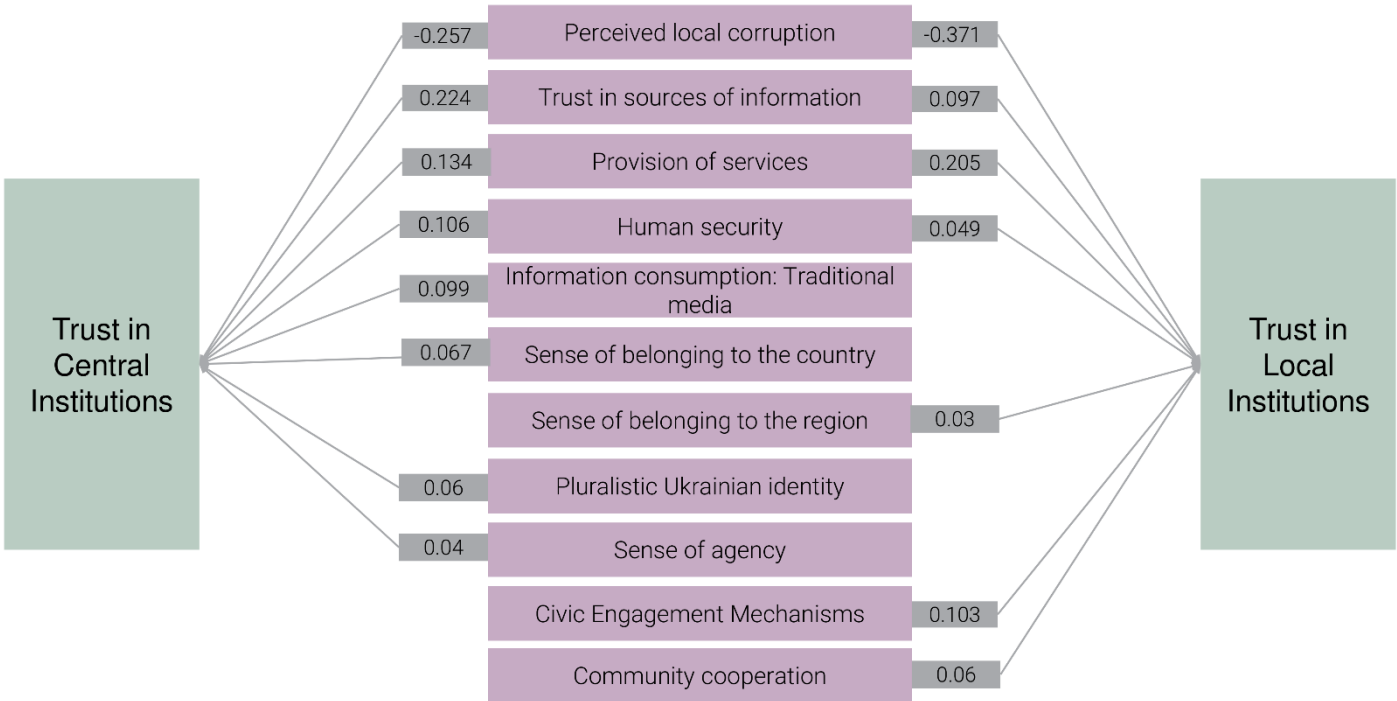 -0.257
Perceived local corruption
-0.371
0.224
Trust in sources of information
0.097
0.134
Provision of services
0.205
0.106
Human security
0.049
0.099
Information consumption: Traditional
media
0.067
Sense of belonging to the country
Trust in
Central
Institutions
Trust in
Local
Institutions
Sense of belonging to the region
0.03
0.06
Pluralistic Ukrainian identity
0.04
Sense of agency
Civic Engagement Mechanisms
0.103
Community cooperation
0.06